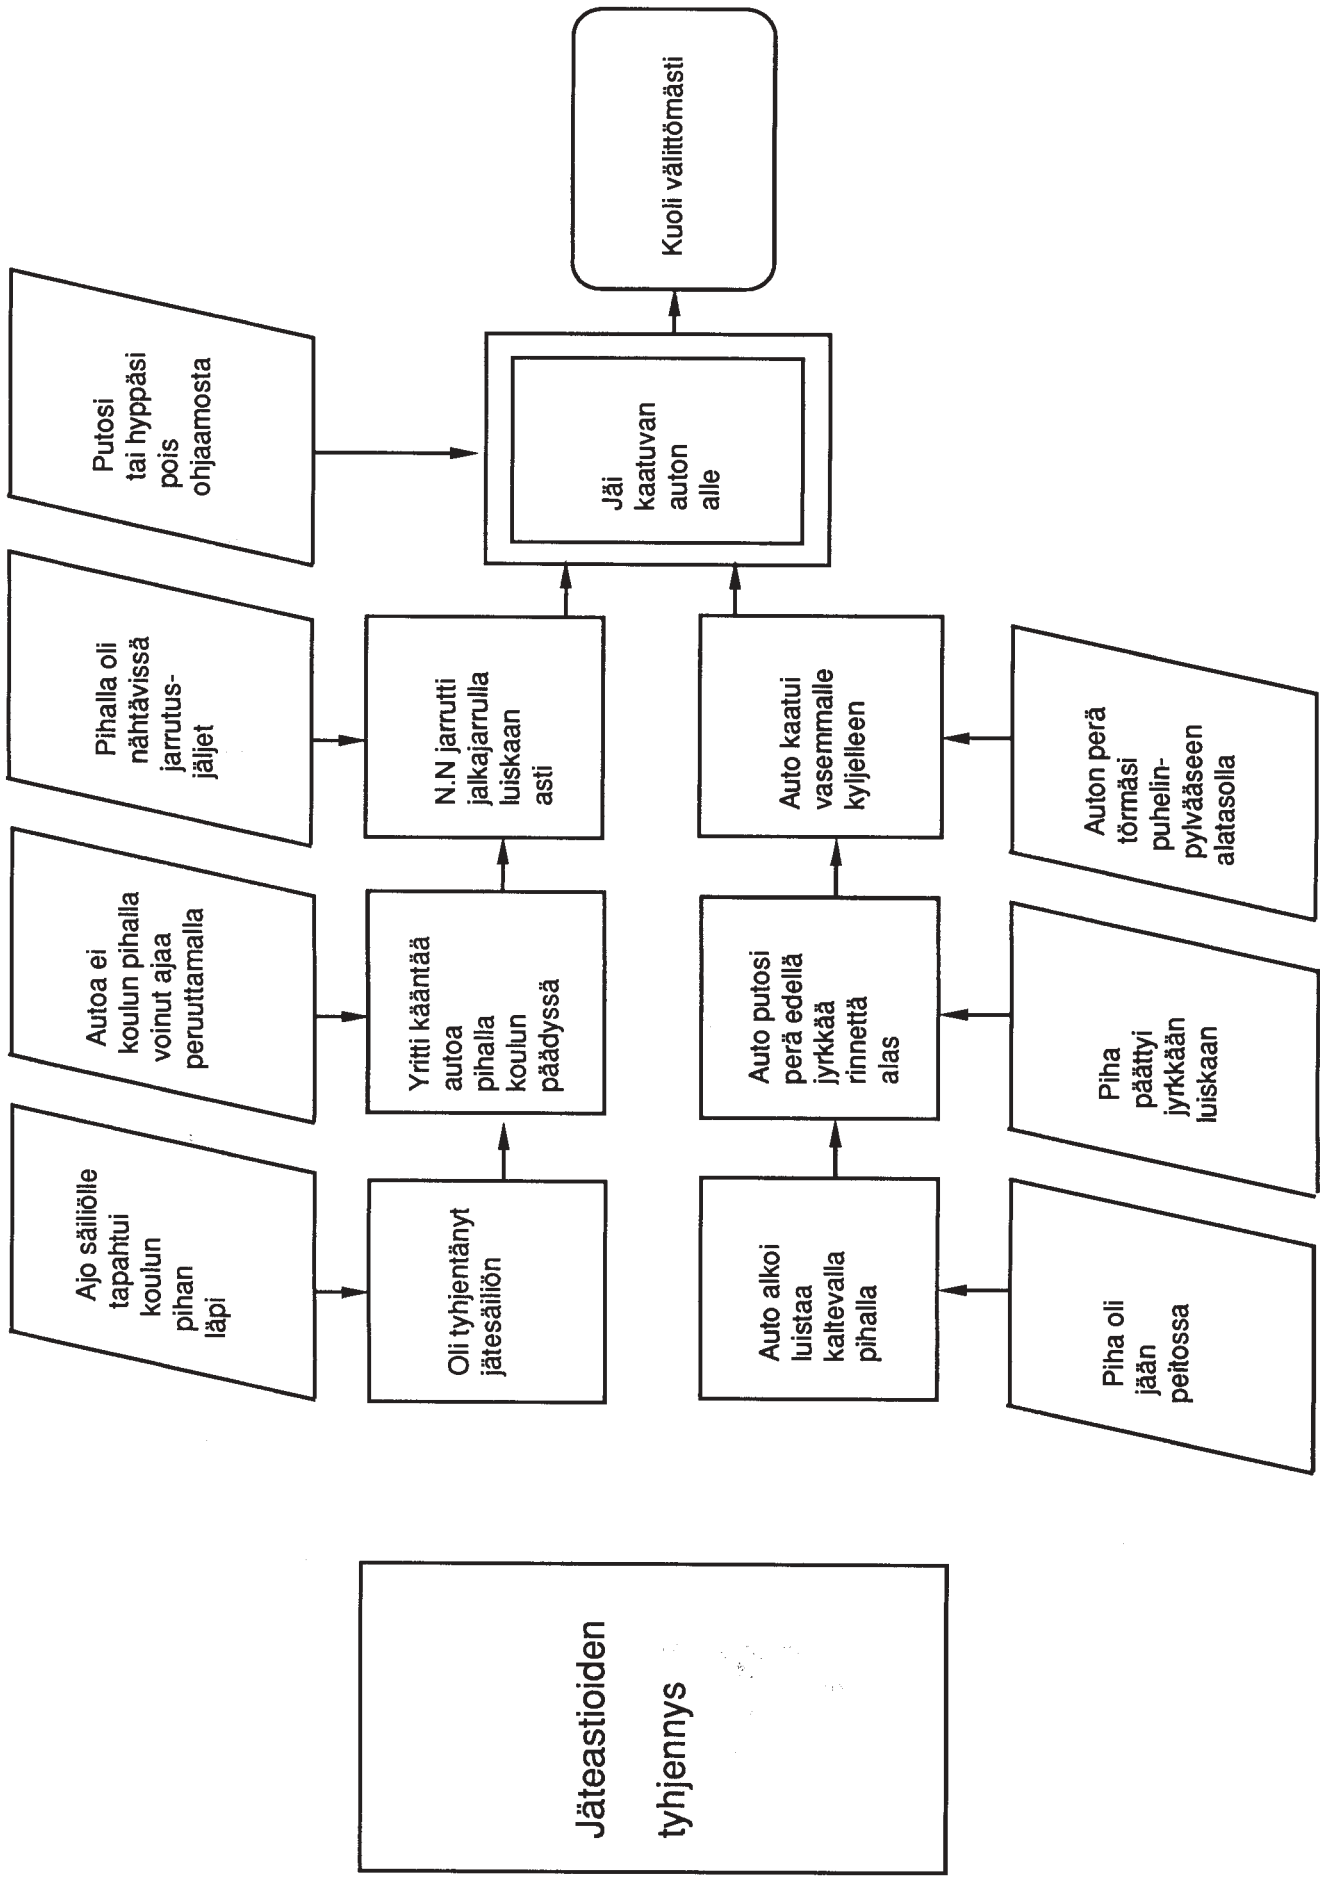 Jäteastioiden
tyhjennys
Ajo säiliölle
tapahtui
koulun
pihan
läpi
Autoa ei
koulun pihalla
voinut ajaa
peruuttamalla
Pihalla oli
nähtävissä
jarrutus-
jäljet
Putosi
tai hyppäsi
pois
ohjaamosta
Oli tyhjentänyt
jätesäiliön
Yritti kääntää
autoa
pihalla
koulun
päädyssä
N.N jarrutti
jalkajarrulla
luiskaan
asti
Jäi
kaatuvan
auton
alle
Kuoli välittömästi
Auto alkoi
luistaa
kaltevalla
pihalla
Auto putosi
perä edellä
jyrkkää
rinnettä
alas
Auto kaatui
vasemmalle
kyljelleen
Piha oli
jään
peitossa
Piha
päättyi
jyrkkään
luiskaan
Auton perä
törmäsi
puhelin-
pylvääseen
alatasolla